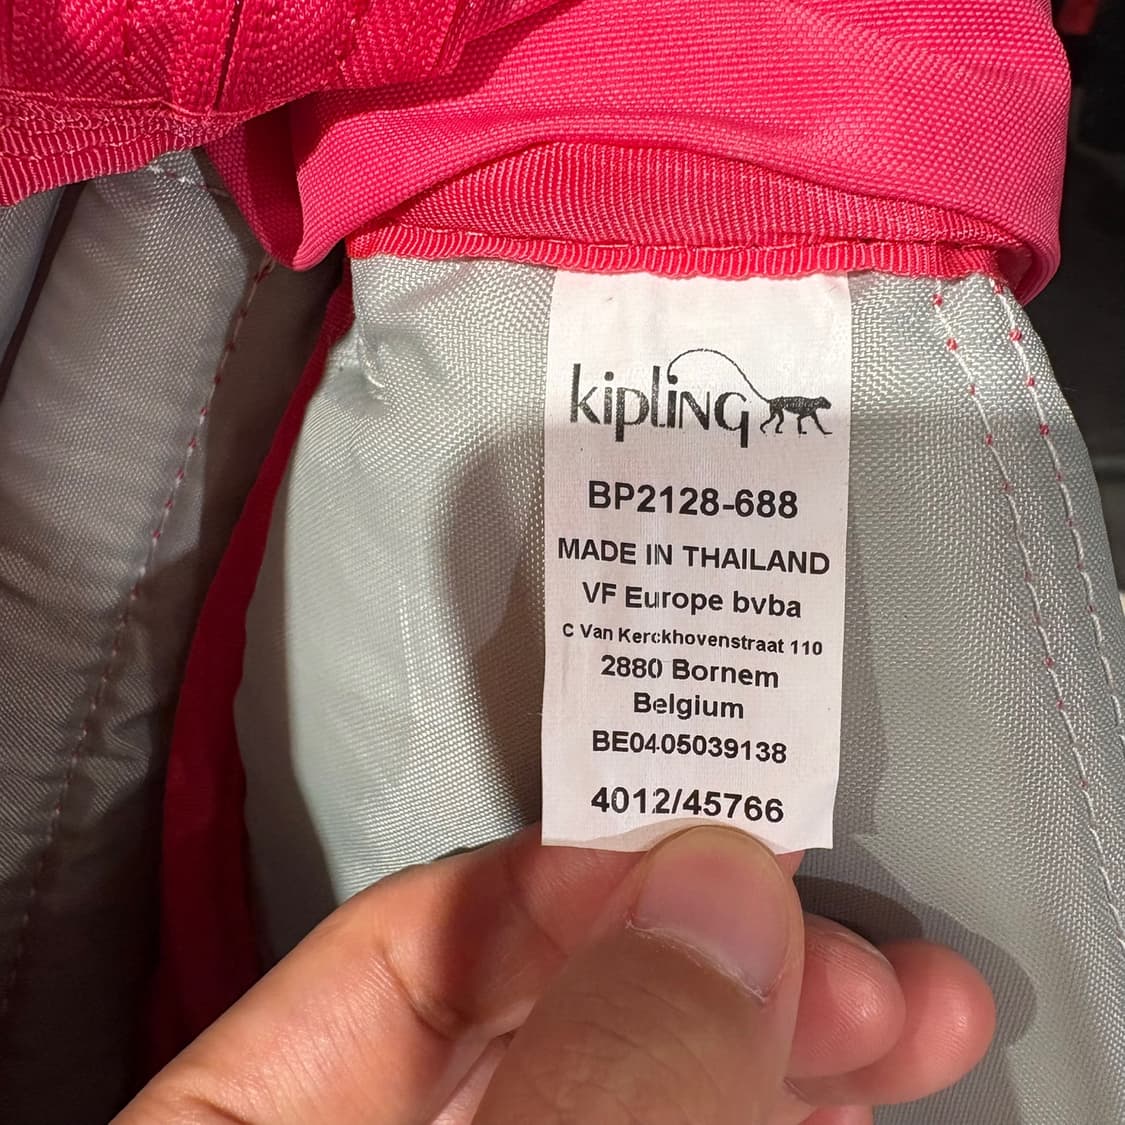 kipling
BP2128-688
MADE IN THAILAND
VF Europe bvba
C Van Kerckhovenstraat 110
2880 Bornem
Belgium
BE0405039138
4012/45766